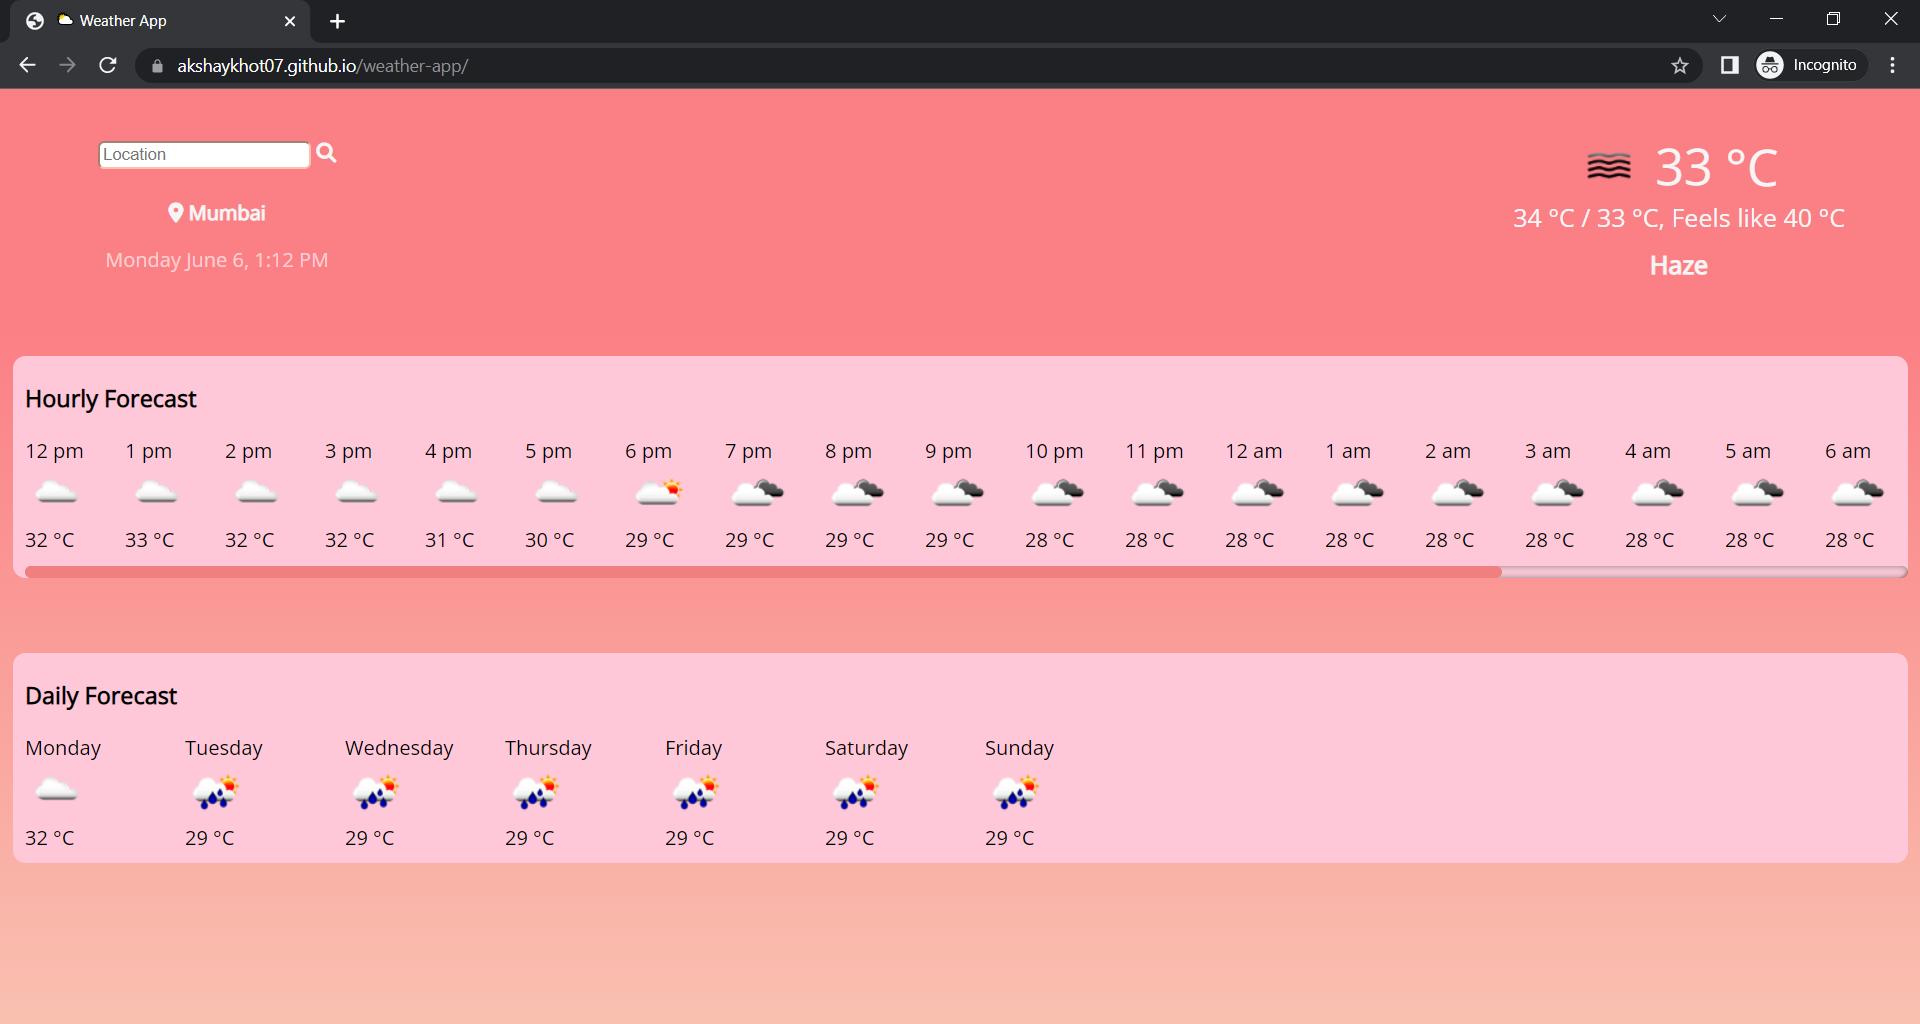 Weather App
akshaykhot07.github.io/weather-app/
Incognito
Location
Mumbai
Monday June 6, 1:12 PM
33 °C
34 °C / 33 °C, Feels like 40 °C
Haze
Hourly Forecast
12 pm 1 pm 2 pm 3 pm 4 pm 5 pm 6 pm 7 pm 8 pm 9 pm 10 pm 11 pm 12 am 1 am 2 am 3 am 4 am 5 am 6 am
32 °C 33 °C 32 °C 32 °C 31 °C 30 °C 29 °C 29 °C 29 °C 29 °C 28 °C 28 °C 28 °C 28 °C 28 °C 28 °C 28 °C 28 °C 28 °C
Daily Forecast
Monday Tuesday Wednesday Thursday Friday Saturday Sunday
32 °C 29 °C 29 °C 29 °C 29 °C 29 °C 29 °C